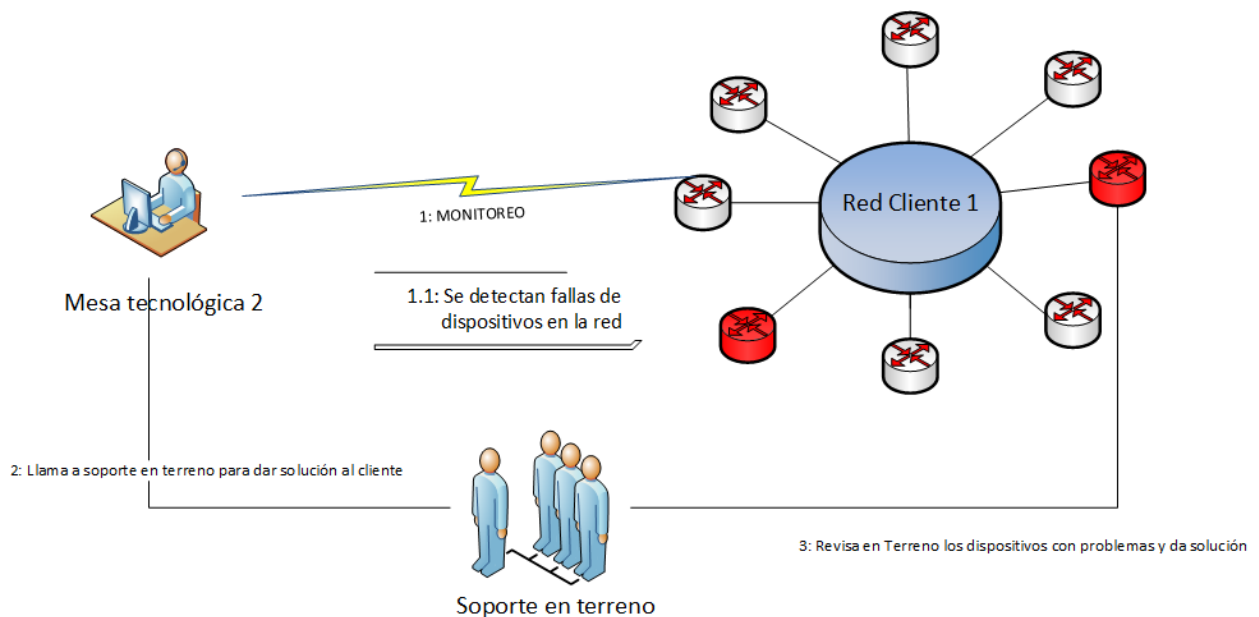 Red Cliente 1
1: MONITOREO
Mesa tecnológica 2
1.1: Se detectan fallas de
dispositivos en la red
2: Llama a soporte en terreno para dar solución al cliente
3: Revisa en Terreno los dispositivos con problemas y da solución
Soporte en terreno